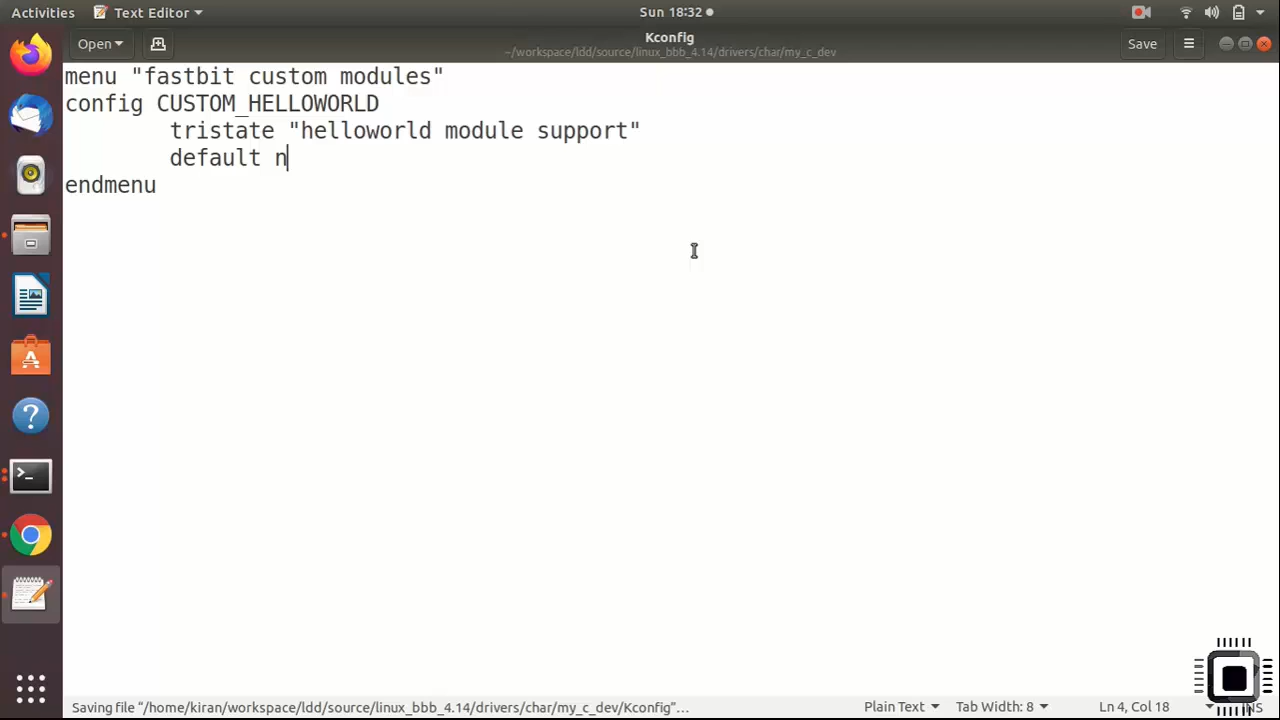 Activities
Text Editor
Sun 18:32
Open
Kconfig
~/workspace/ldd/source/linux_bbb_4.14/drivers/char/my_c_dev
Save
menu "fastbit custom modules"
config CUSTOM_HELLOWORLD
tristate "helloworld module support"
default n
endmenu
Saving file “/home/kiran/workspace/ldd/source/linux_bbb_4.14/drivers/char/my_c_dev/Kconfig”…
Plain Text
Tab Width: 8
Ln 4, Col 18